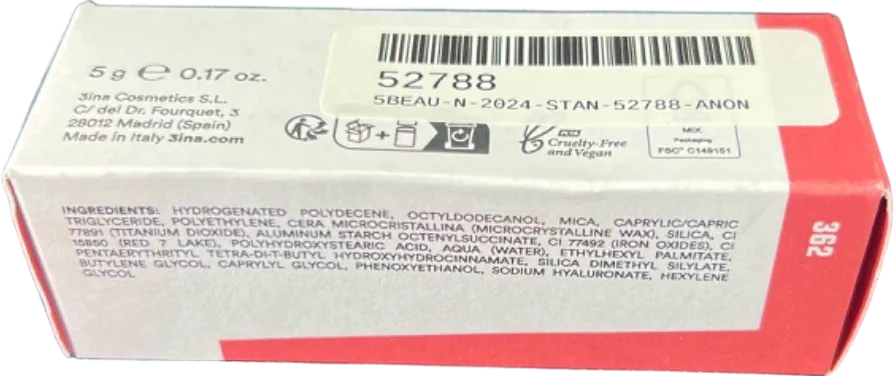 5 g ℮ 0.17 oz.
3ina Cosmetics S.L.
C/ del Dr. Fourquet, 3
28012 Madrid (Spain)
Made in Italy 3ina.com
52788
5BEAU-N-2024-STAN-52788-ANON
Cruelty-Free
and Vegan
MIX
Packaging
FSC™ C149151
INGREDIENTS: HYDROGENATED POLYDECENE, OCTYLDODECANOL, MICA, CAPRYLIC/CAPRIC
TRIGLYCERIDE, POLYETHYLENE, CERA MICROCRISTALLINA (MICROCRYSTALLINE WAX), SILICA, CI
77891 (TITANIUM DIOXIDE), ALUMINUM STARCH OCTENYLSUCCINATE, CI 77492 (IRON OXIDES), CI
15850 (RED 7 LAKE), POLYHYDROXYSTEARIC ACID, AQUA (WATER), ETHYLHEXYL PALMITATE,
PENTAERYTHRITYL TETRA-DI-T-BUTYL HYDROXYHYDROCINNAMATE, SILICA DIMETHYL SILYLATE,
BUTYLENE GLYCOL, CAPRYLYL GLYCOL, PHENOXYETHANOL, SODIUM HYALURONATE, HEXYLENE
GLYCOL
362